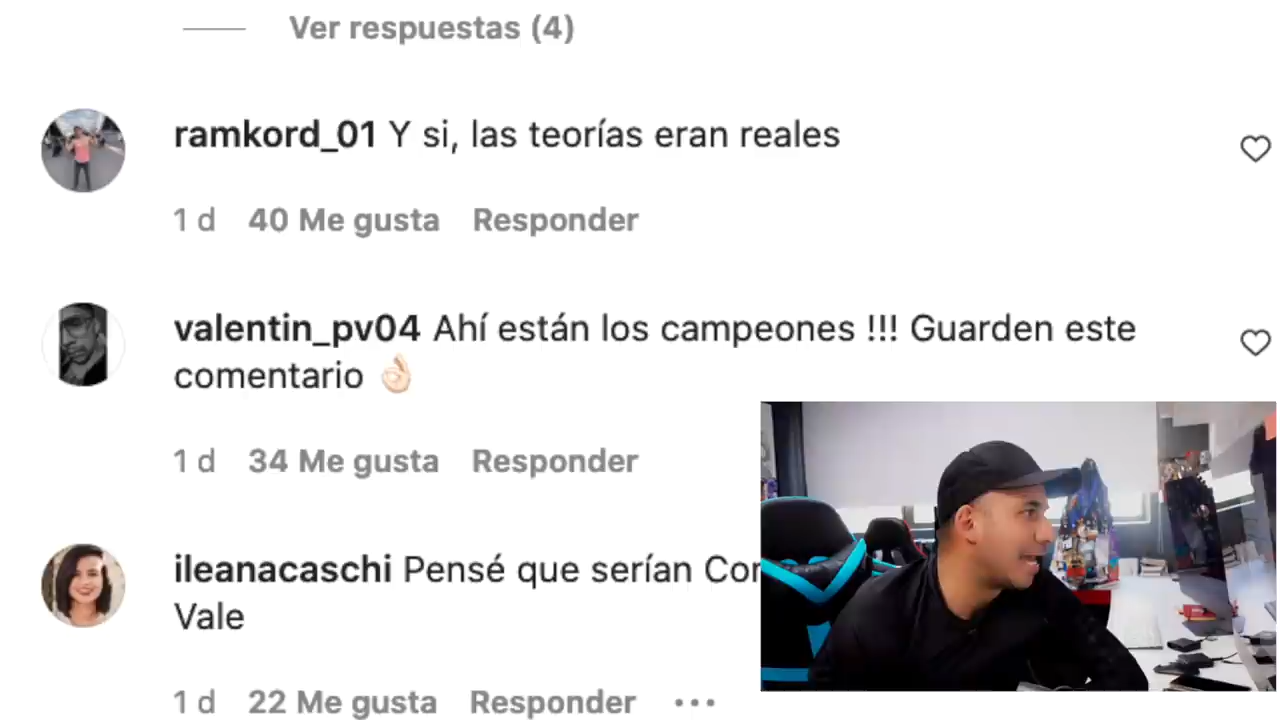 Ver respuestas (4)
ramkord_01 Y si, las teorías eran reales
1 d 40 Me gusta Responder
valentin_pv04 Ahí están los campeones !!! Guarden este
comentario 👌🏻
1 d 34 Me gusta Responder
ileanacaschi Pensé que serían
Vale
1 d 22 Me gusta Responder •••